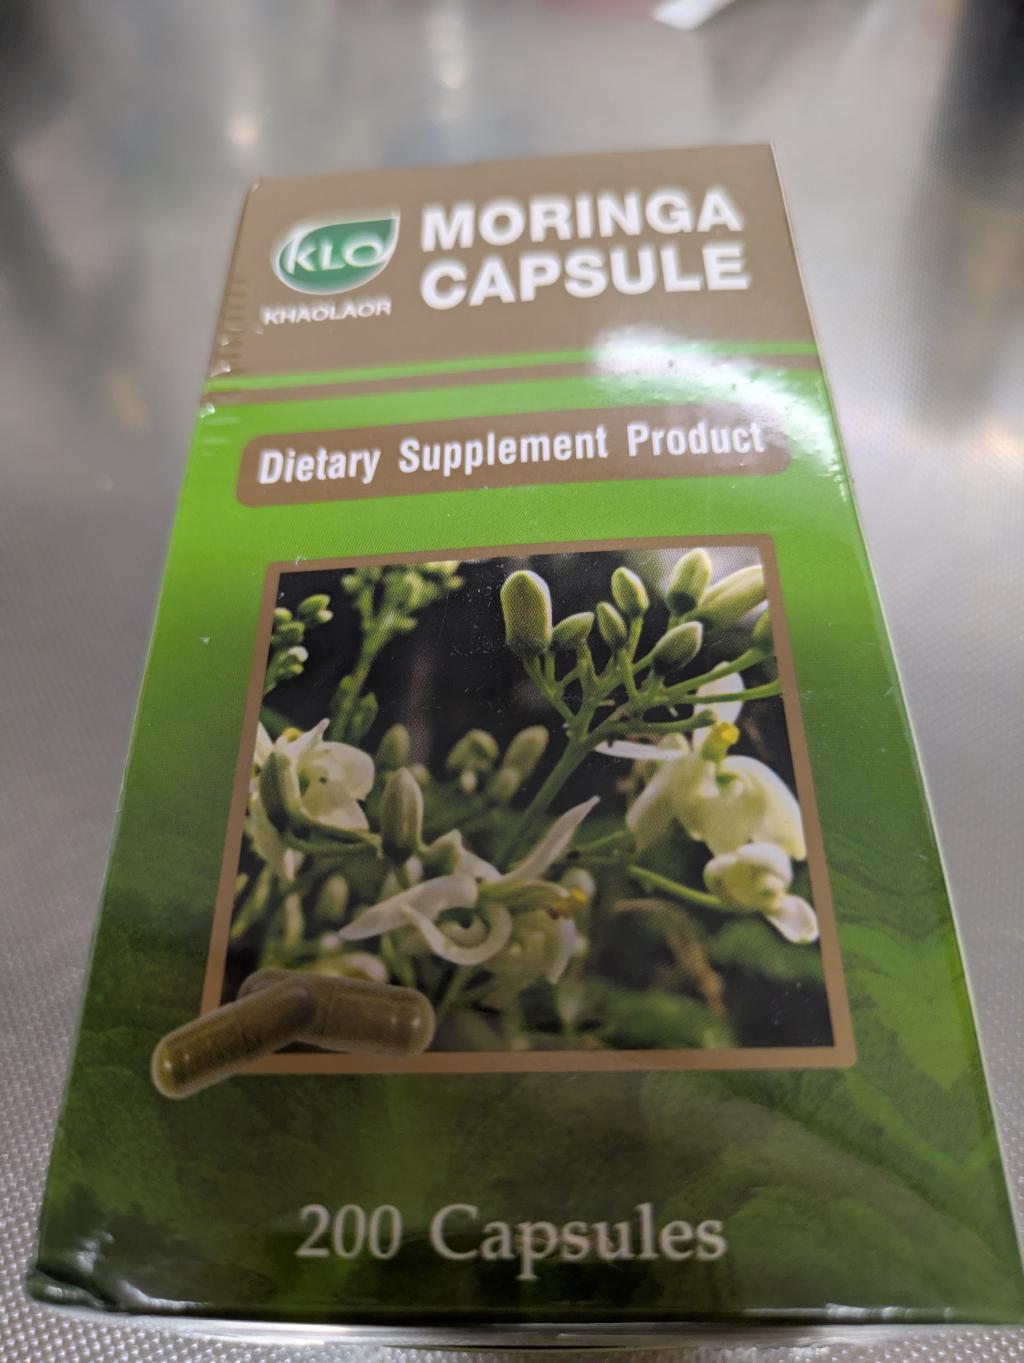 KLO
KHAOLAOR
MORINGA
CAPSULE
Dietary Supplement Product
200 Capsules